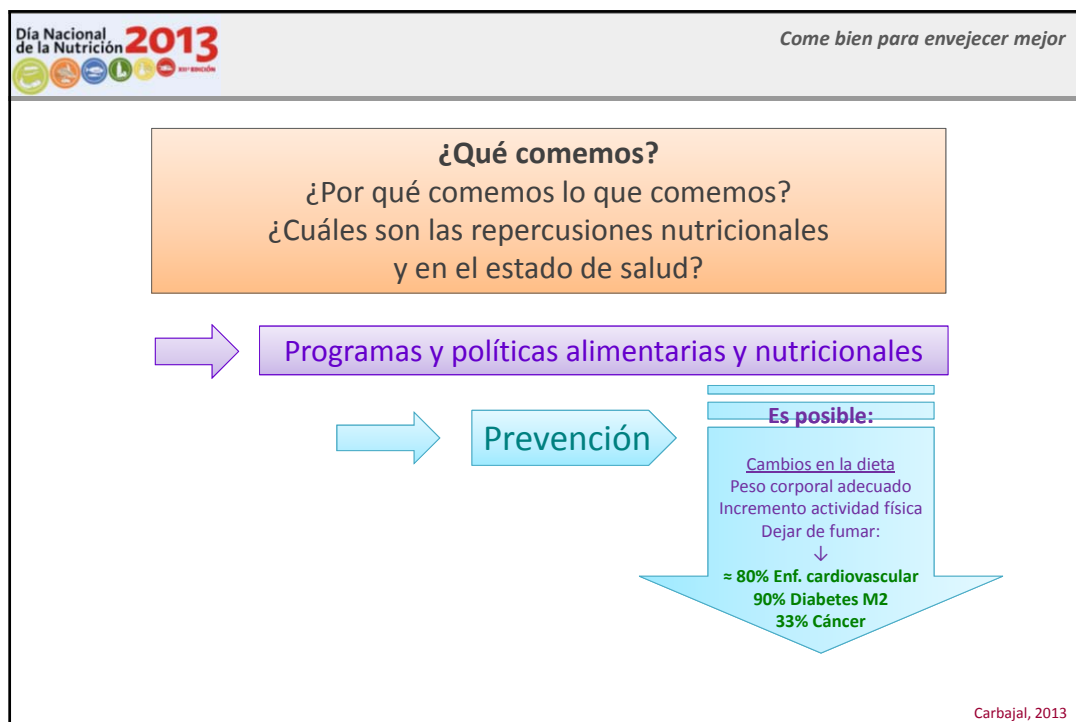 Día Nacional
de la Nutrición 2013
XIIª EDICIÓN
Come bien para envejecer mejor
¿Qué comemos?
¿Por qué comemos lo que comemos?
¿Cuáles son las repercusiones nutricionales
y en el estado de salud?
Programas y políticas alimentarias y nutricionales
Prevención
Es posible:
Cambios en la dieta
Peso corporal adecuado
Incremento actividad física
Dejar de fumar:
↓
≈ 80% Enf. cardiovascular
90% Diabetes M2
33% Cáncer
Carbajal, 2013